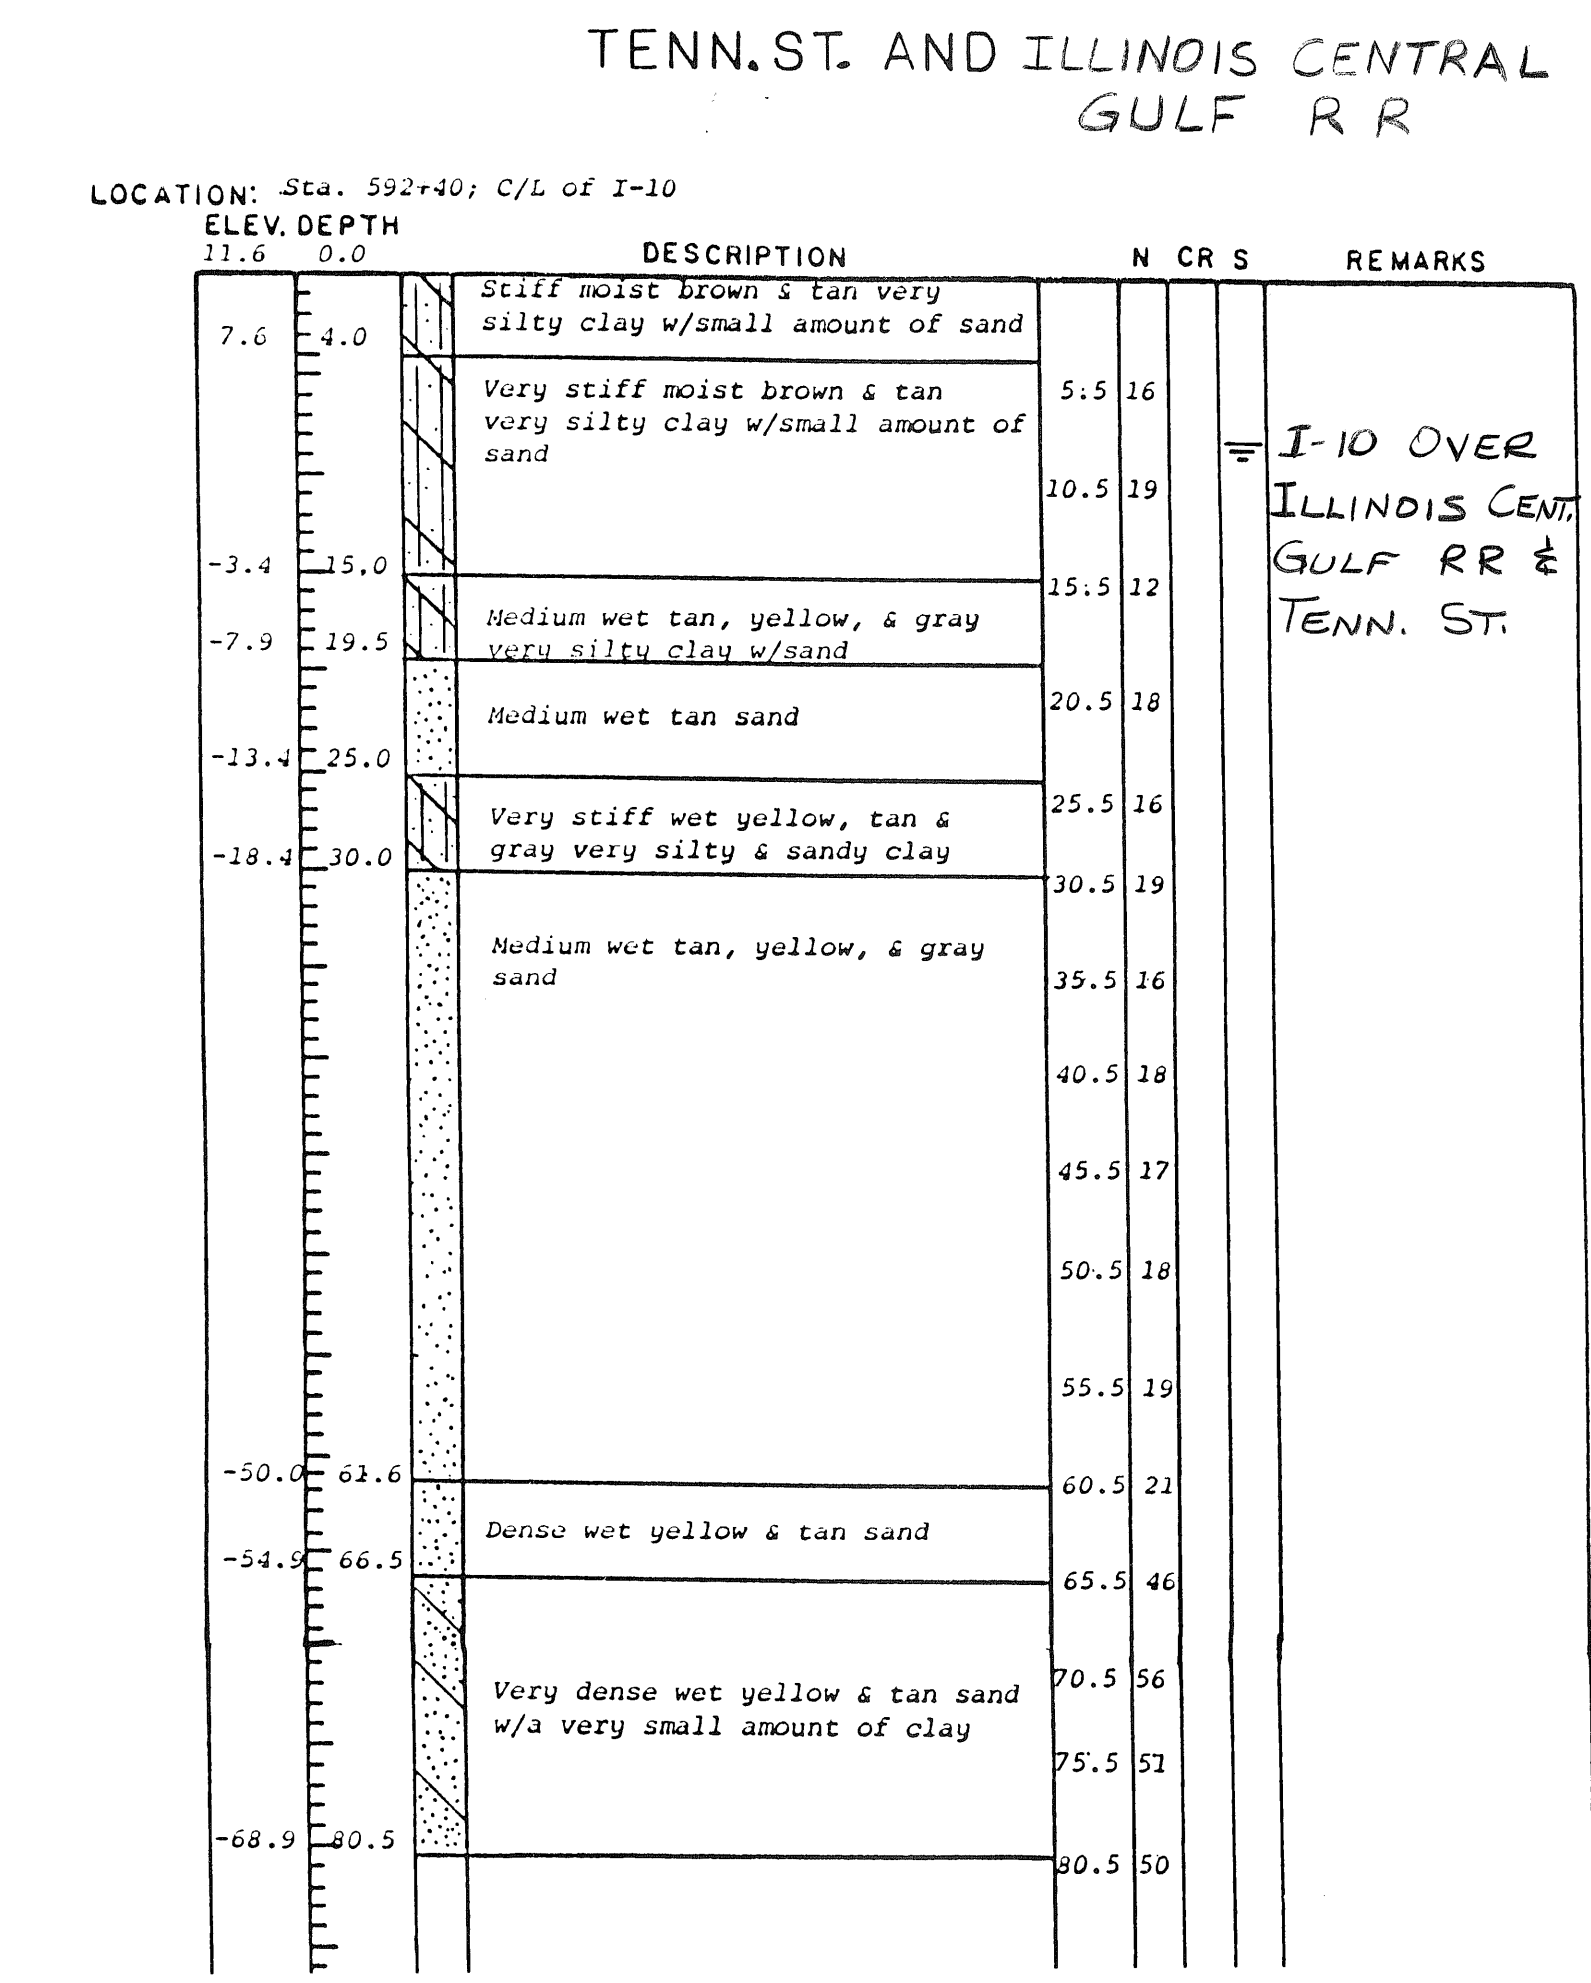 TENN. ST. AND ILLINOIS CENTRAL
GULF R R
LOCATION: Sta. 592+40; C/L of I-10
ELEV. DEPTH
11.6 0.0 DESCRIPTION N CR S REMARKS
Stiff moist brown & tan very
silty clay w/small amount of sand
7.6 4.0
Very stiff moist brown & tan
very silty clay w/small amount of
sand
5.5 16
I-10 OVER
ILLINOIS CENT.
GULF RR &
TENN. ST.
10.5 19
-3.4 15.0
15.5 12
Medium wet tan, yellow, & gray
very silty clay w/sand
-7.9 19.5
20.5 18
Medium wet tan sand
-13.4 25.0
25.5 16
Very stiff wet yellow, tan &
gray very silty & sandy clay
-18.4 30.0
30.5 19
Medium wet tan, yellow, & gray
sand
35.5 16
40.5 18
45.5 17
50.5 18
55.5 19
-50.0 61.6
60.5 21
Dense wet yellow & tan sand
-54.9 66.5
65.5 46
70.5 56
Very dense wet yellow & tan sand
w/a very small amount of clay
75.5 51
-68.9 80.5
80.5 50